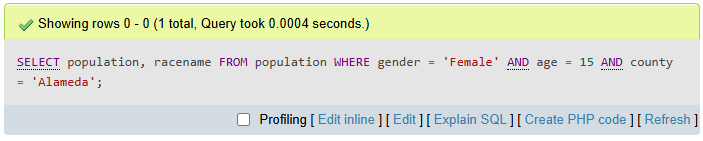 Showing rows 0 - 0 (1 total, Query took 0.0004 seconds.)
SELECT population, racename FROM population WHERE gender = 'Female' AND age = 15 AND county
= 'Alameda';
Profiling [ Edit inline ] [ Edit ] [ Explain SQL ] [ Create PHP code ] [ Refresh ]